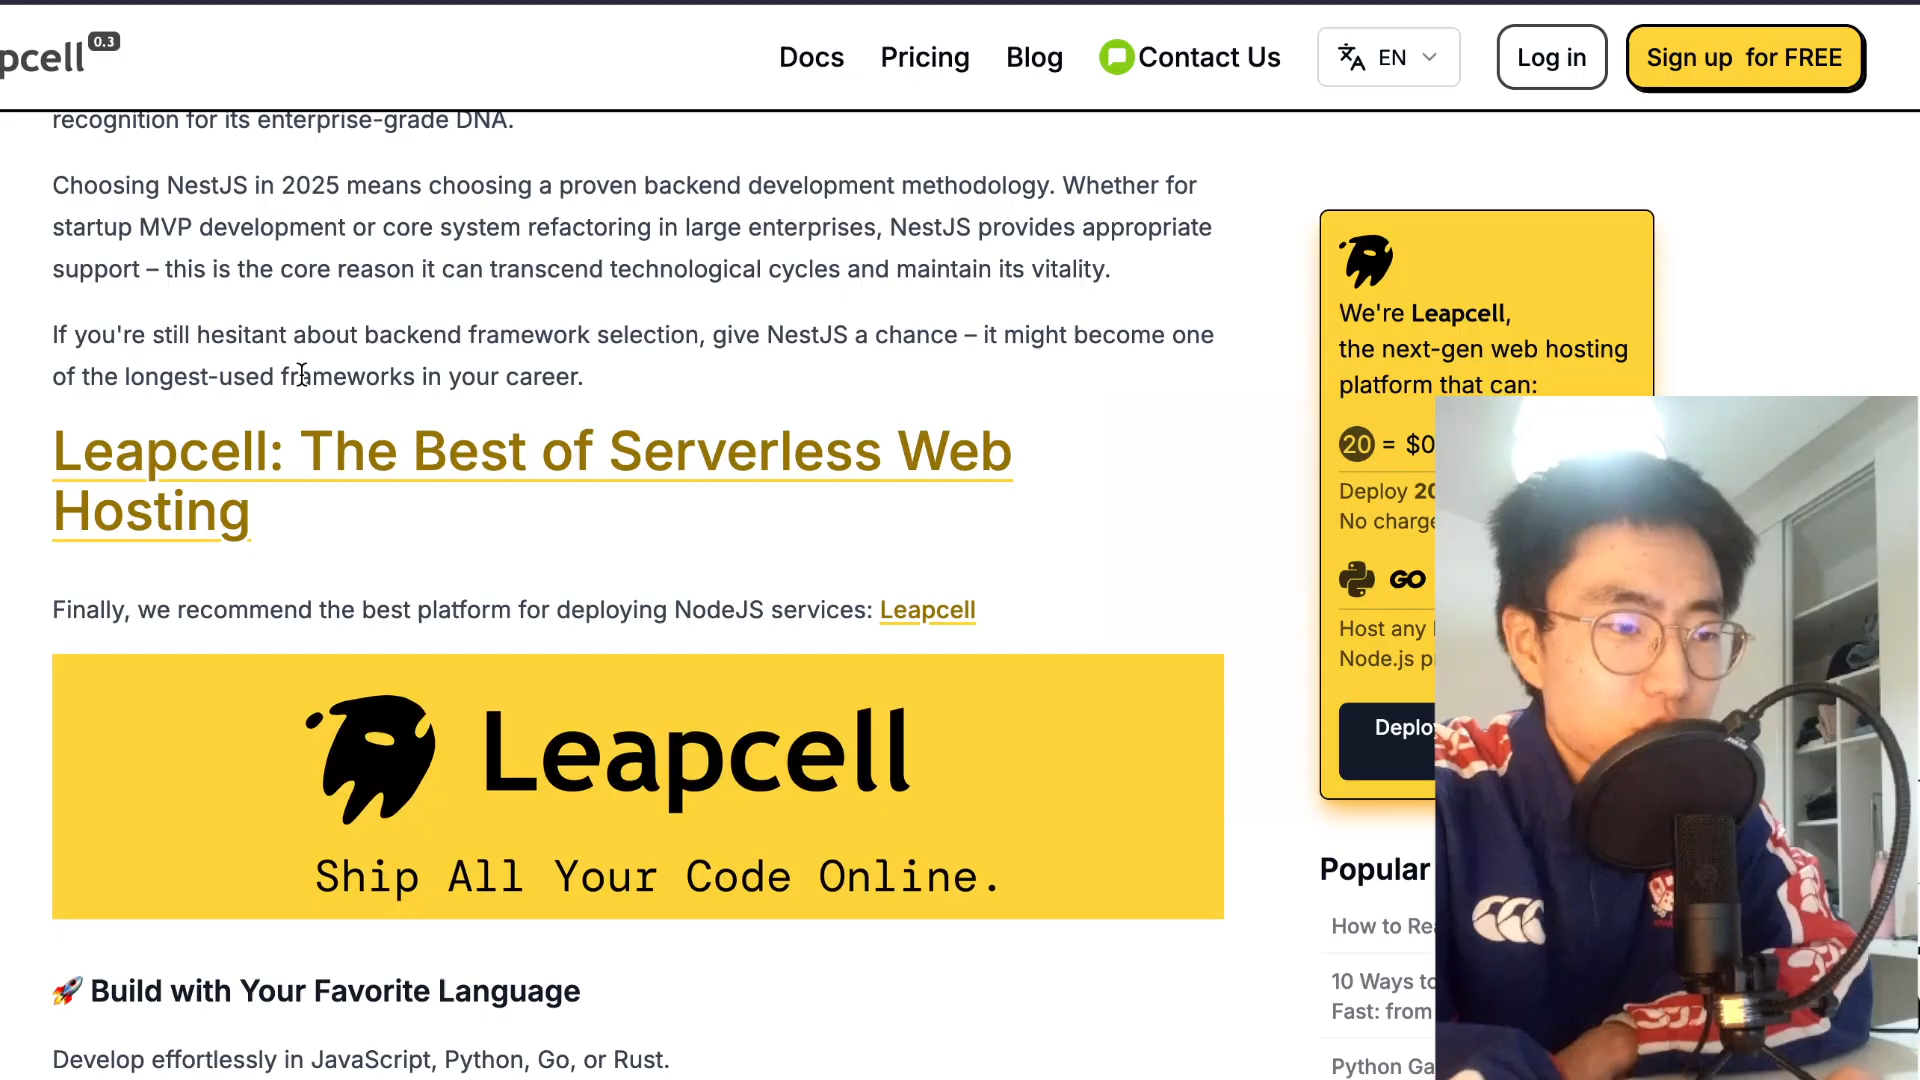 pcell 0.3
Docs
Pricing
Blog
Contact Us
EN
Log in
Sign up for FREE
recognition for its enterprise-grade DNA.
Choosing NestJS in 2025 means choosing a proven backend development methodology. Whether for
startup MVP development or core system refactoring in large enterprises, NestJS provides appropriate
support – this is the core reason it can transcend technological cycles and maintain its vitality.
If you're still hesitant about backend framework selection, give NestJS a chance – it might become one
of the longest-used frameworks in your career.
Leapcell: The Best of Serverless Web
Hosting
Finally, we recommend the best platform for deploying NodeJS services: Leapcell
Leapcell
Ship All Your Code Online.
🚀 Build with Your Favorite Language
Develop effortlessly in JavaScript, Python, Go, or Rust.
We're Leapcell,
the next-gen web hosting
platform that can:
20 = $0
Deploy 20
No charge
GO
Host any
Node.js p
Deplo
Popular
How to Re
10 Ways to
Fast: from
Python Ga